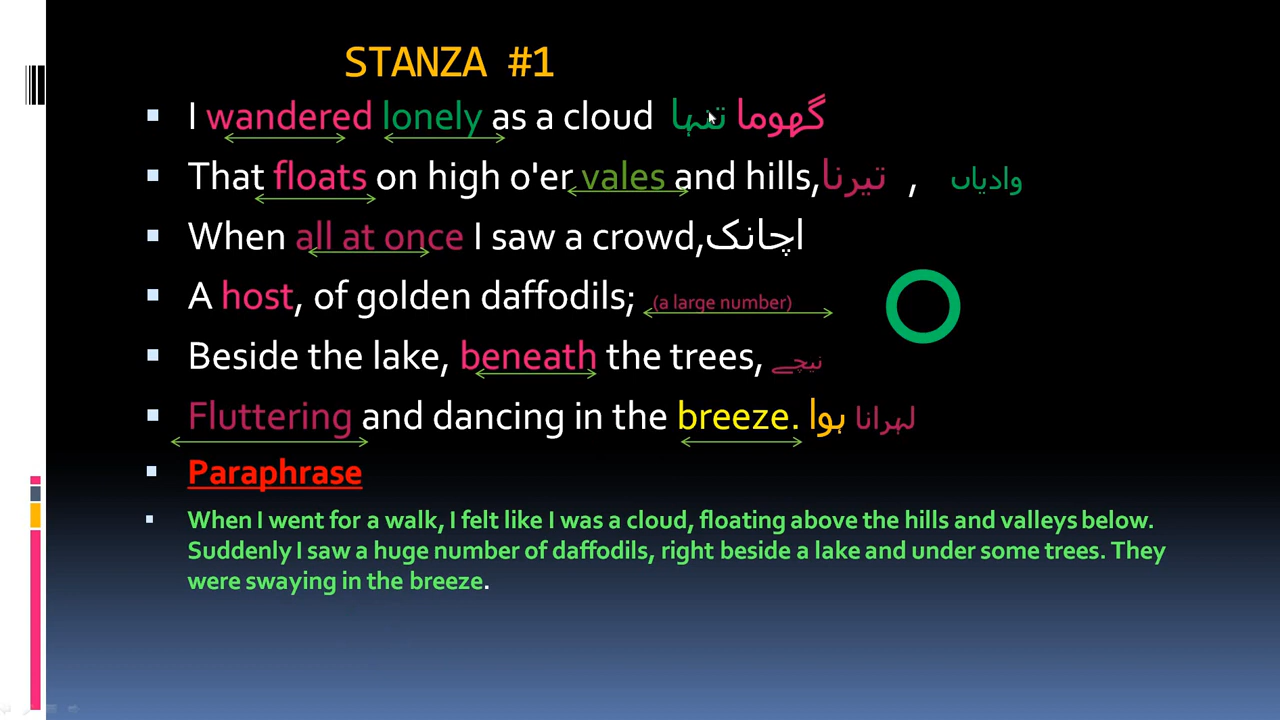 STANZA #1
I wandered lonely as a cloud تنہا گھوما
That floats on high o'er vales and hills,تیرنا , وادیاں
When all at once I saw a crowd,اچانک
A host, of golden daffodils; (a large number)
Beside the lake, beneath the trees, نیچے
Fluttering and dancing in the breeze. ہوا لہرانا
Paraphrase
When I went for a walk, I felt like I was a cloud, floating above the hills and valleys below.
Suddenly I saw a huge number of daffodils, right beside a lake and under some trees. They
were swaying in the breeze.